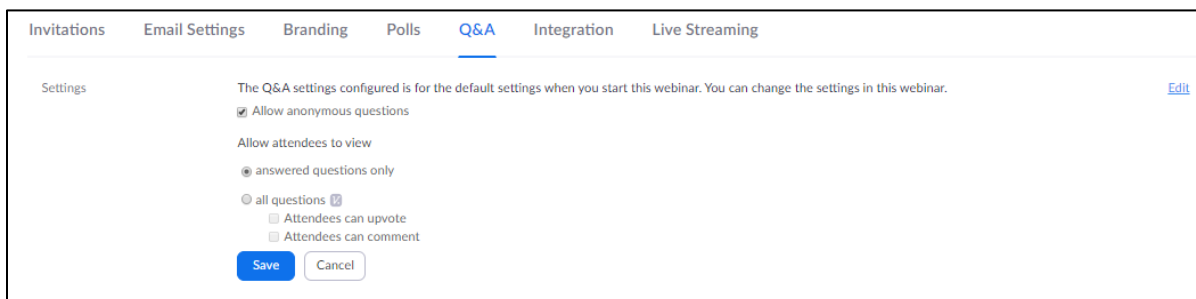 Invitations Email Settings Branding Polls Q&A Integration Live Streaming
Settings The Q&A settings configured is for the default settings when you start this webinar. You can change the settings in this webinar. Edit
Allow anonymous questions
Allow attendees to view
answered questions only
all questions
Attendees can upvote
Attendees can comment
Save Cancel